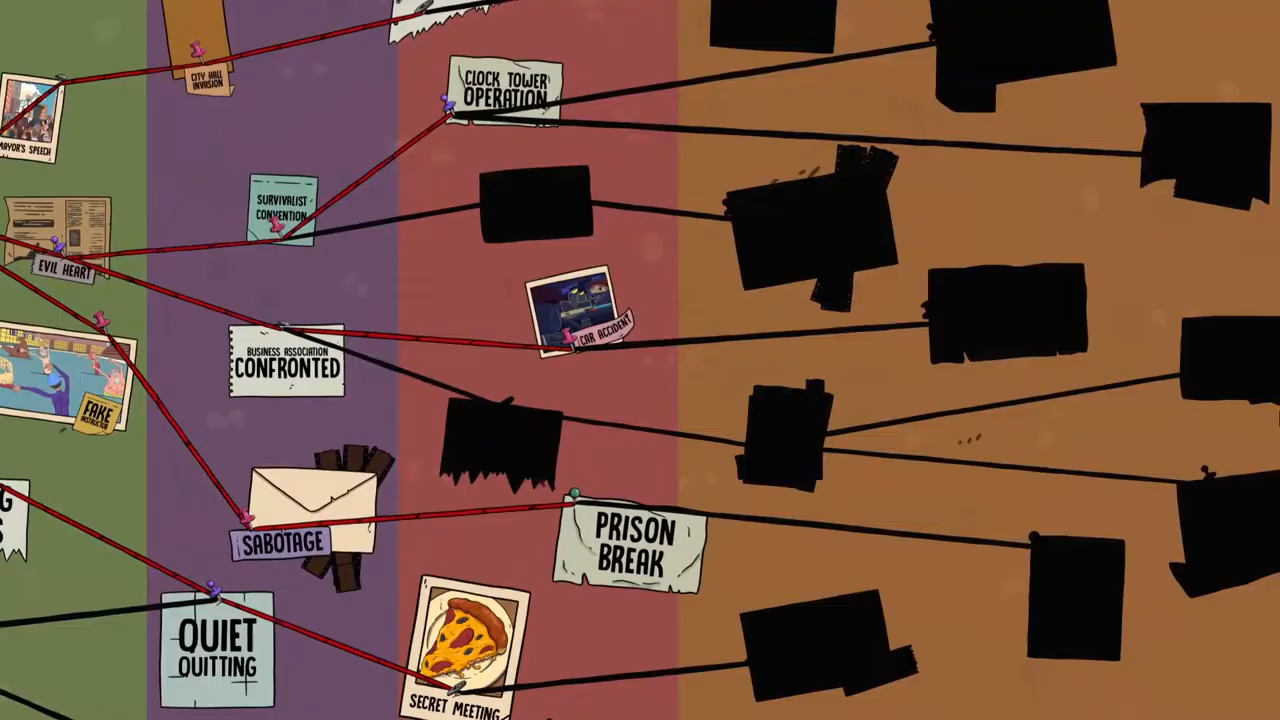 CITY HALL
INVASION
MAYOR'S SPEECH
CLOCK TOWER
OPERATION
SURVIVALIST
CONVENTION
EVIL HEART
CAR ACCIDENT
BUSINESS ASSOCIATION
CONFRONTED
FAKE
INSTRUCTOR
G
S
SABOTAGE
PRISON
BREAK
QUIET
QUITTING
SECRET MEETING